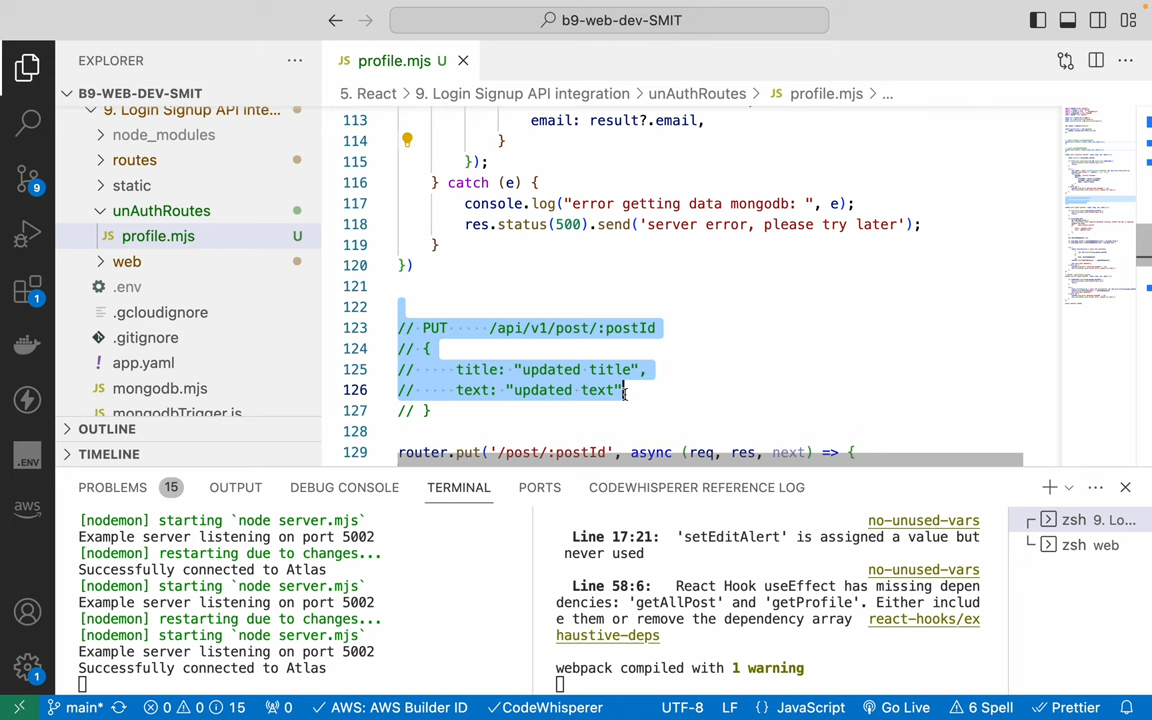 b9-web-dev-SMIT
EXPLORER
B9-WEB-DEV-SMIT
9. Login Signup API inte...
node_modules
routes
static
unAuthRoutes
JS profile.mjs U
web
.env
.gcloudignore
.gitignore
! app.yaml
JS mongodb.mjs
JS mongodbTrigger.js
OUTLINE
TIMELINE
9
1
.ENV
aws
1
JS profile.mjs U
5. React > 9. Login Signup API integration > unAuthRoutes > JS profile.mjs > ...
113 email: result?.email,
114 }
115 });
116 } catch (e) {
117 console.log("error getting data mongodb: ", e);
118 res.status(500).send('server error, please try later');
119 }
120 })
121
122
123 // PUT ····· /api/v1/post/:postId
124 // {
125 // ····· title: "updated title",
126 // ····· text: "updated text"
127 // }
128
129 router.put('/post/:postId', async (req, res, next) => {
PROBLEMS 15 OUTPUT DEBUG CONSOLE TERMINAL PORTS CODEWHISPERER REFERENCE LOG
[nodemon] starting `node server.mjs`
Example server listening on port 5002
[nodemon] restarting due to changes...
Successfully connected to Atlas
[nodemon] starting `node server.mjs`
Example server listening on port 5002
[nodemon] restarting due to changes...
[nodemon] starting `node server.mjs`
Example server listening on port 5002
Successfully connected to Atlas
no-unused-vars
Line 17:21: 'setEditAlert' is assigned a value but
never used
no-unused-vars
Line 58:6: React Hook useEffect has missing depen
dencies: 'getAllPost' and 'getProfile'. Either includ
e them or remove the dependency array react-hooks/ex
haustive-deps
webpack compiled with 1 warning
zsh 9. Lo...
zsh web
main* 0 0 15 0 AWS: AWS Builder ID CodeWhisperer UTF-8 LF {} JavaScript Go Live 6 Spell Prettier